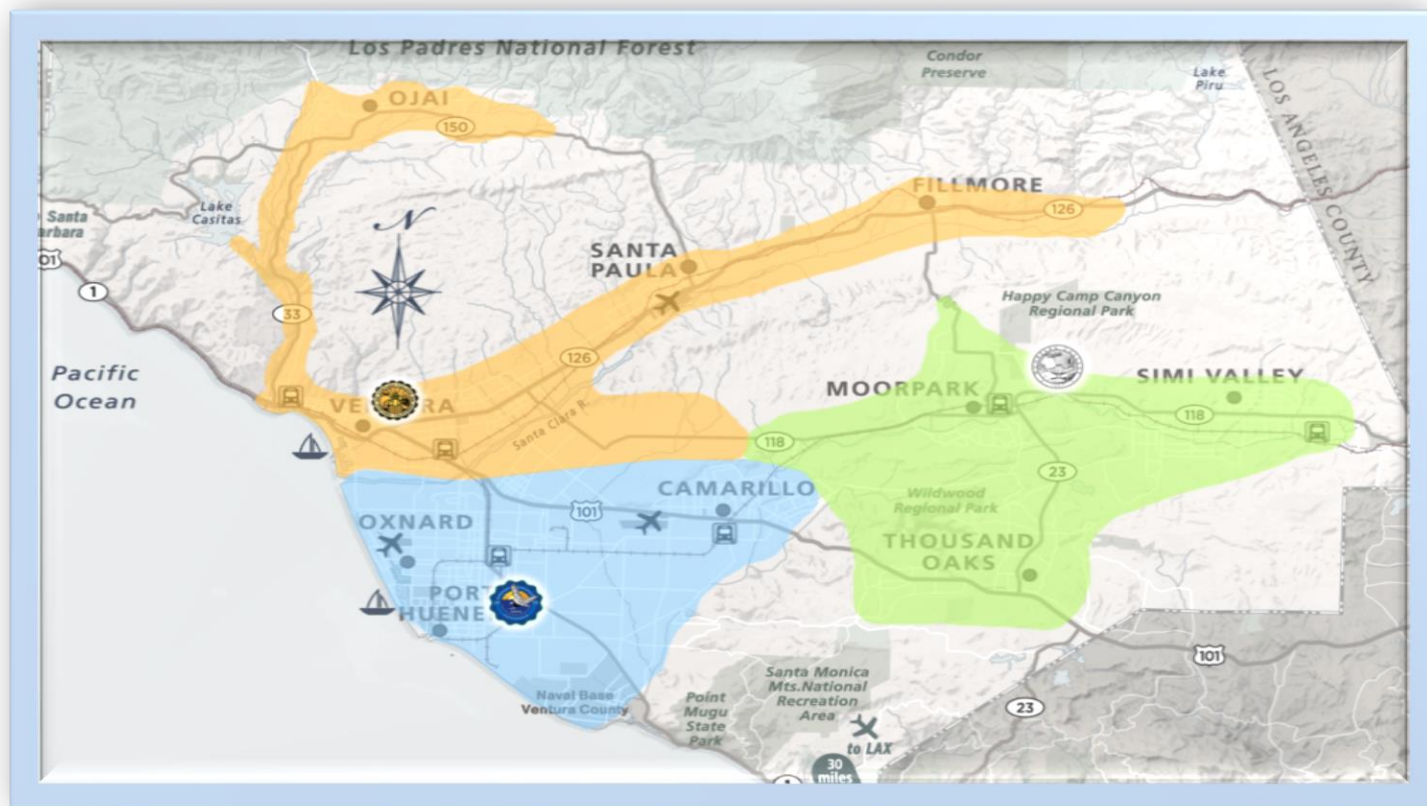 Los Padres National Forest
Condor
Preserve
Lake
Piru
LOS ANGELES COUNTY
OJAI
150
Lake
Casitas
Santa
arbara
01
1
N
FILLMORE
126
SANTA
PAULA
33
Happy Camp Canyon
Regional Park
126
Pacific
Ocean
MOORPARK
SIMI VALLEY
118
Santa Clara R.
118
23
CAMARILLO
Wildwood
Regional Park
101
OXNARD
THOUSAND
OAKS
PORT
HUENE
101
Naval Base
Ventura County
Point
Mugu
State
Park
Santa Monica
Mts.National
Recreation
Area
23
to LAX
30
miles
1